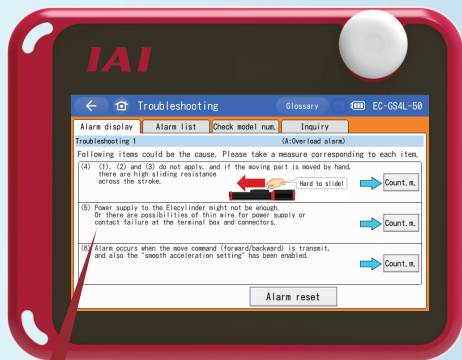 IAI
Troubleshooting
Glossary
EC-GS4L-50
Alarm display
Alarm list
Check model num.
Inquiry
Troubleshooting 1
(A:Overload alarm)
Following items could be the cause. Please take a measure corresponding to each item.
(4) (1), (2) and (3) do not apply, and if the moving part is moved by hand,
there are high sliding resistance
across the stroke.
Hard to slide!
Count.m.
(5) Power supply to the Elecylinder might not be enough.
Or there are possibilities of thin wire for power supply or
contact failure at the terminal box and connectors.
Count.m.
(6) Alarm occurs when the move command (forward/backward) is transmit,
and also the "smooth acceleration setting" has been enabled.
Count.m.
Alarm reset